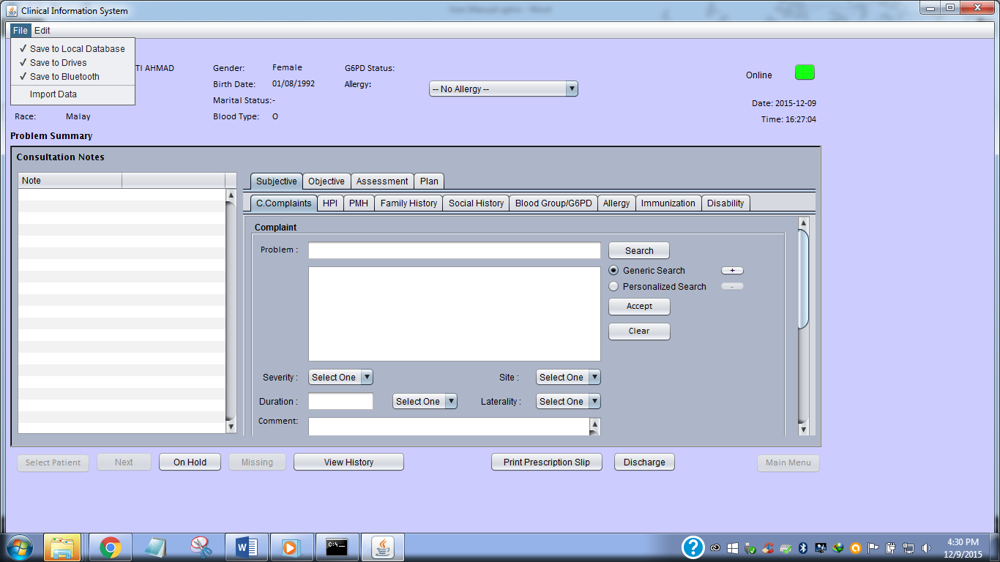 Clinical Information System
File Edit
Save to Local Database
Save to Drives
Save to Bluetooth
Import Data
TI AHMAD
Gender: Female
G6PD Status:
Birth Date: 01/08/1992
Allergy: -- No Allergy --
Marital Status:-
Race: Malay
Blood Type: O
Online
Date: 2015-12-09
Time: 16:27:04
Problem Summary
Consultation Notes
Note
Subjective Objective Assessment Plan
C.Complaints HPI PMH Family History Social History Blood Group/G6PD Allergy Immunization Disability
Complaint
Problem : Search
Generic Search +
Personalized Search -
Accept
Clear
Severity : Select One Site : Select One
Duration : Select One Laterality : Select One
Comment:
Select Patient Next On Hold Missing View History Print Prescription Slip Discharge Main Menu
4:30 PM
12/9/2015